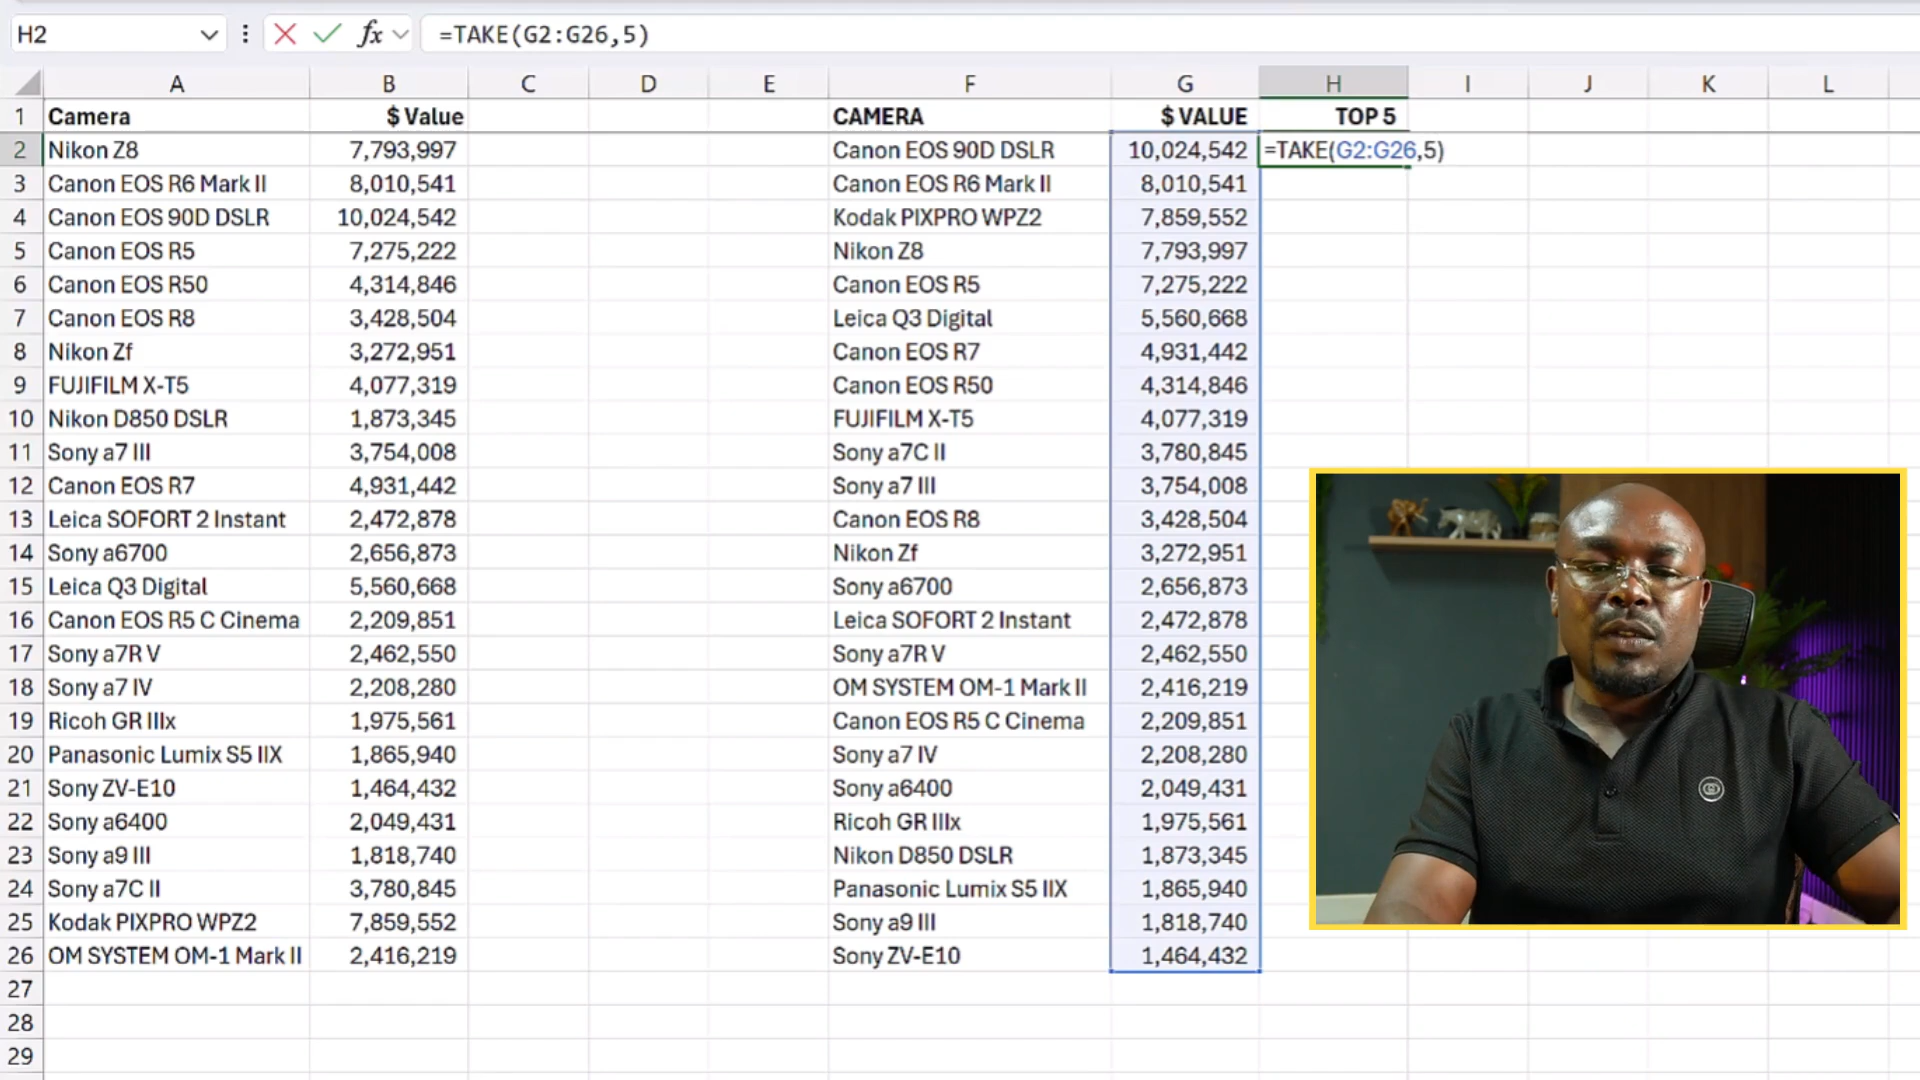 H2 fx =TAKE(G2:G26,5)
A B C D E F G H I J K L
1 Camera $ Value CAMERA $ VALUE TOP 5
2 Nikon Z8 7,793,997 Canon EOS 90D DSLR 10,024,542 =TAKE(G2:G26,5)
3 Canon EOS R6 Mark II 8,010,541 Canon EOS R6 Mark II 8,010,541
4 Canon EOS 90D DSLR 10,024,542 Kodak PIXPRO WPZ2 7,859,552
5 Canon EOS R5 7,275,222 Nikon Z8 7,793,997
6 Canon EOS R50 4,314,846 Canon EOS R5 7,275,222
7 Canon EOS R8 3,428,504 Leica Q3 Digital 5,560,668
8 Nikon Zf 3,272,951 Canon EOS R7 4,931,442
9 FUJIFILM X-T5 4,077,319 Canon EOS R50 4,314,846
10 Nikon D850 DSLR 1,873,345 FUJIFILM X-T5 4,077,319
11 Sony a7 III 3,754,008 Sony a7C II 3,780,845
12 Canon EOS R7 4,931,442 Sony a7 III 3,754,008
13 Leica SOFORT 2 Instant 2,472,878 Canon EOS R8 3,428,504
14 Sony a6700 2,656,873 Nikon Zf 3,272,951
15 Leica Q3 Digital 5,560,668 Sony a6700 2,656,873
16 Canon EOS R5 C Cinema 2,209,851 Leica SOFORT 2 Instant 2,472,878
17 Sony a7R V 2,462,550 Sony a7R V 2,462,550
18 Sony a7 IV 2,208,280 OM SYSTEM OM-1 Mark II 2,416,219
19 Ricoh GR IIIx 1,975,561 Canon EOS R5 C Cinema 2,209,851
20 Panasonic Lumix S5 IIX 1,865,940 Sony a7 IV 2,208,280
21 Sony ZV-E10 1,464,432 Sony a6400 2,049,431
22 Sony a6400 2,049,431 Ricoh GR IIIx 1,975,561
23 Sony a9 III 1,818,740 Nikon D850 DSLR 1,873,345
24 Sony a7C II 3,780,845 Panasonic Lumix S5 IIX 1,865,940
25 Kodak PIXPRO WPZ2 7,859,552 Sony a9 III 1,818,740
26 OM SYSTEM OM-1 Mark II 2,416,219 Sony ZV-E10 1,464,432
27
28
29